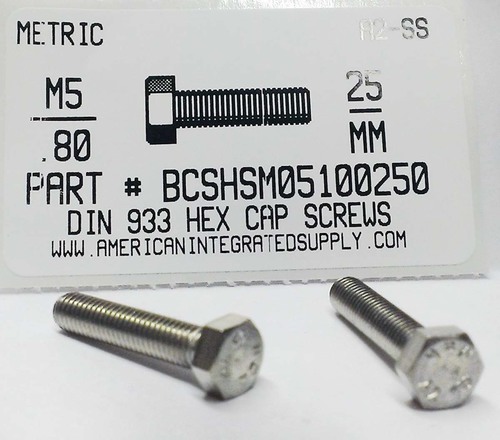 METRIC A2-SS
M5 25
.80 MM
PART # BCSHSM05100250
DIN 933 HEX CAP SCREWS
WWW.AMERICANINTEGRATEDSUPPLY.COM